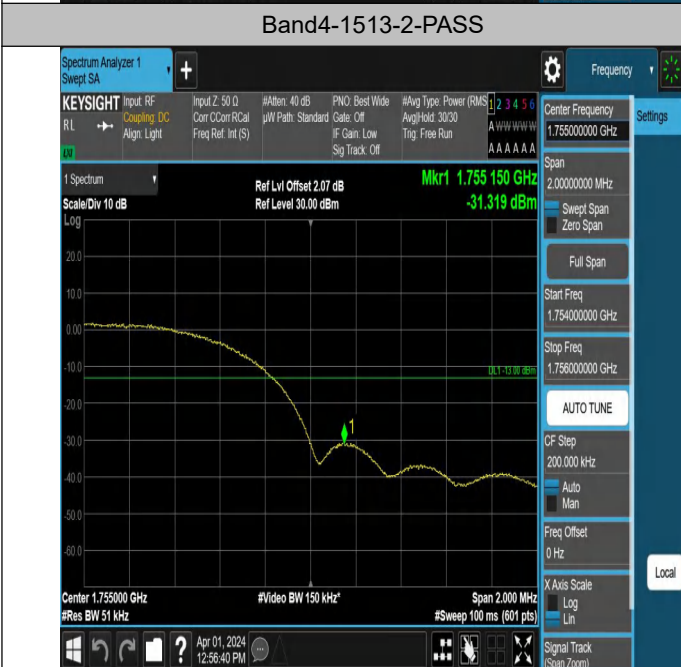 Band4-1513-2-PASS
Spectrum Analyzer 1
Swept SA
Frequency
KEYSIGHT
RL
Input: RF
Coupling: DC
Align: Light
Input Z: 50 Ω
Corr CCorr RCal
Freq Ref: Int (S)
#Atten: 40 dB
µW Path: Standard
PNO: Best Wide
Gate: Off
IF Gain: Low
Sig Track: Off
#Avg Type: Power (RMS
Avg|Hold: 30/30
Trig: Free Run
1 2 3 4 5 6
A W W W W W
A A A A A A
1 Spectrum
Scale/Div 10 dB
Log
Ref Lvl Offset 2.07 dB
Ref Level 30.00 dBm
Mkr1 1.755 150 GHz
-31.319 dBm
20.0
10.0
0.00
-10.0
-20.0
-30.0
-40.0
-50.0
-60.0
DL1 -13.00 dBm
1
Center 1.755000 GHz
#Res BW 51 kHz
#Video BW 150 kHz*
Span 2.000 MHz
#Sweep 100 ms (601 pts)
Apr 01, 2024
12:56:40 PM
Center Frequency
1.755000000 GHz
Settings
Span
2.00000000 MHz
Swept Span
Zero Span
Full Span
Start Freq
1.754000000 GHz
Stop Freq
1.756000000 GHz
AUTO TUNE
CF Step
200.000 kHz
Auto
Man
Freq Offset
0 Hz
X Axis Scale
Log
Lin
Local
Signal Track
(Span Zoom)